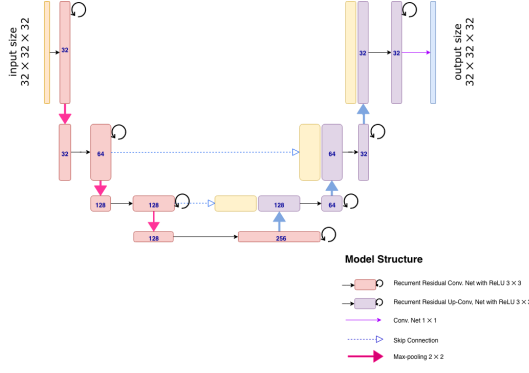 input size
32 × 32 × 32
32
32
64
128
128
128
256
128
64
64
32
32
32
output size
32 × 32 × 32
Model Structure
Recurrent Residual Conv. Net with ReLU 3 × 3
Recurrent Residual Up-Conv, Net with ReLU 3 ×
Conv. Net 1 × 1
Skip Connection
Max-pooling 2 × 2